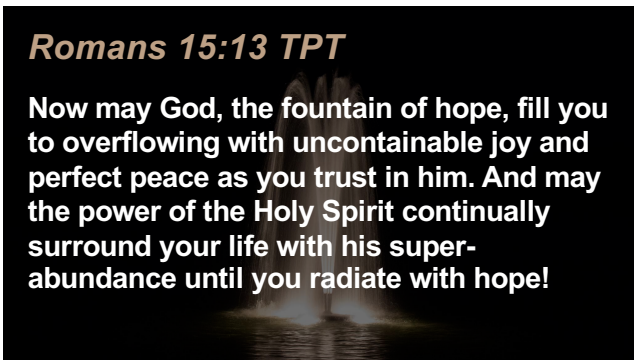 Romans 15:13 TPT
Now may God, the fountain of hope, fill you
to overflowing with uncontainable joy and
perfect peace as you trust in him. And may
the power of the Holy Spirit continually
surround your life with his super-
abundance until you radiate with hope!